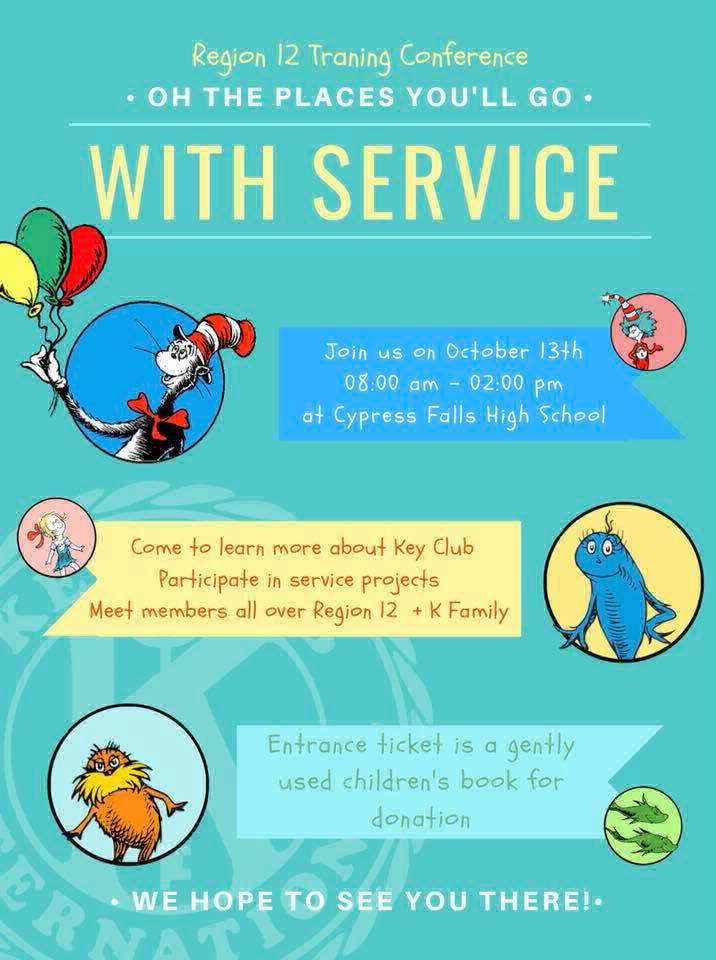 Region 12 Traning Conference
• OH THE PLACES YOU'LL GO •
WITH SERVICE
Join us on October 13th
08:00 am - 02:00 pm
at Cypress Falls High School
Come to learn more about Key Club
Participate in service projects
Meet members all over Region 12 + K Family
Entrance ticket is a gently
used children's book for
donation
• WE HOPE TO SEE YOU THERE!•